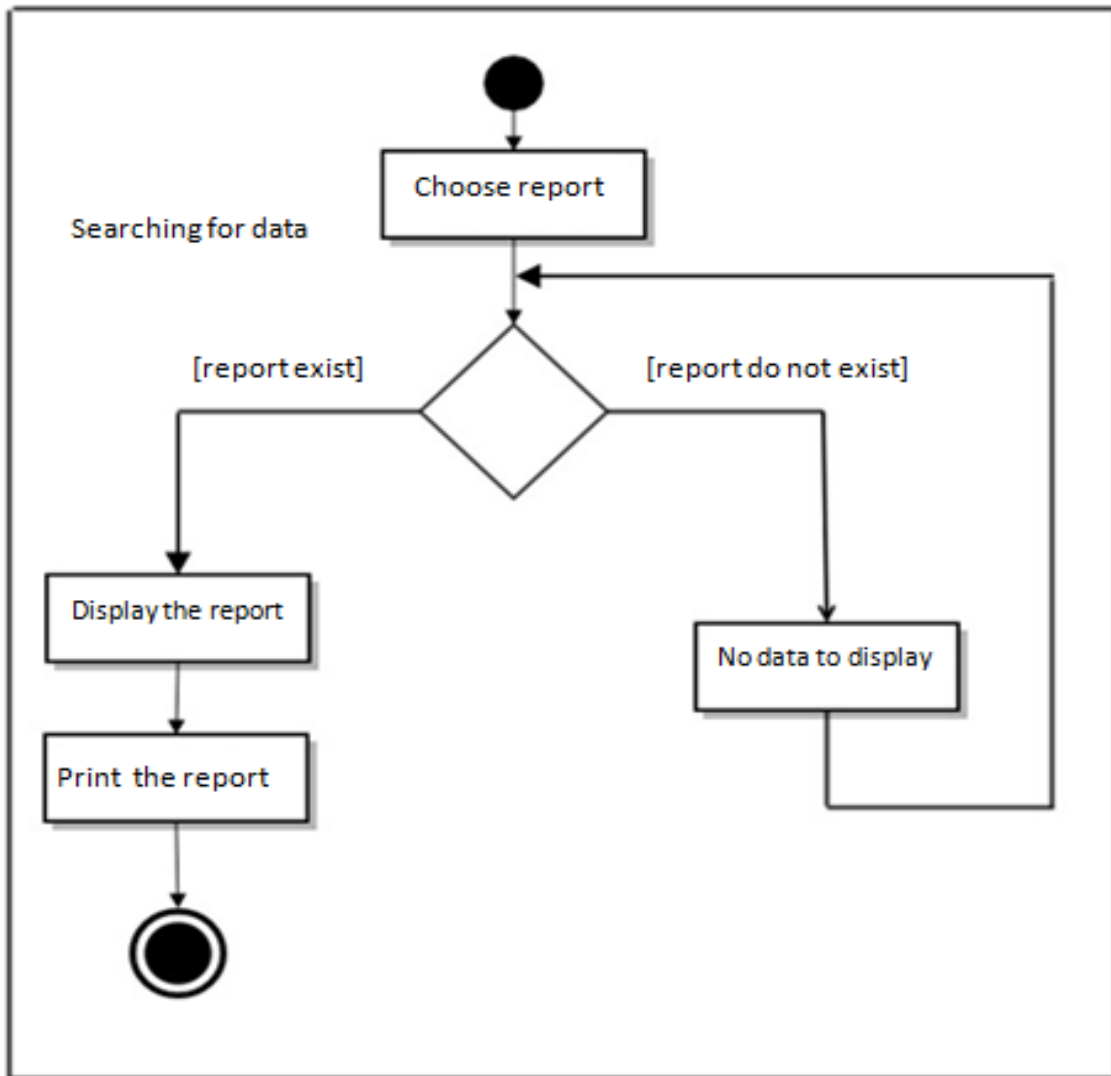 Choose report
Searching for data
[report exist]
[report do not exist]
Display the report
No data to display
Print the report